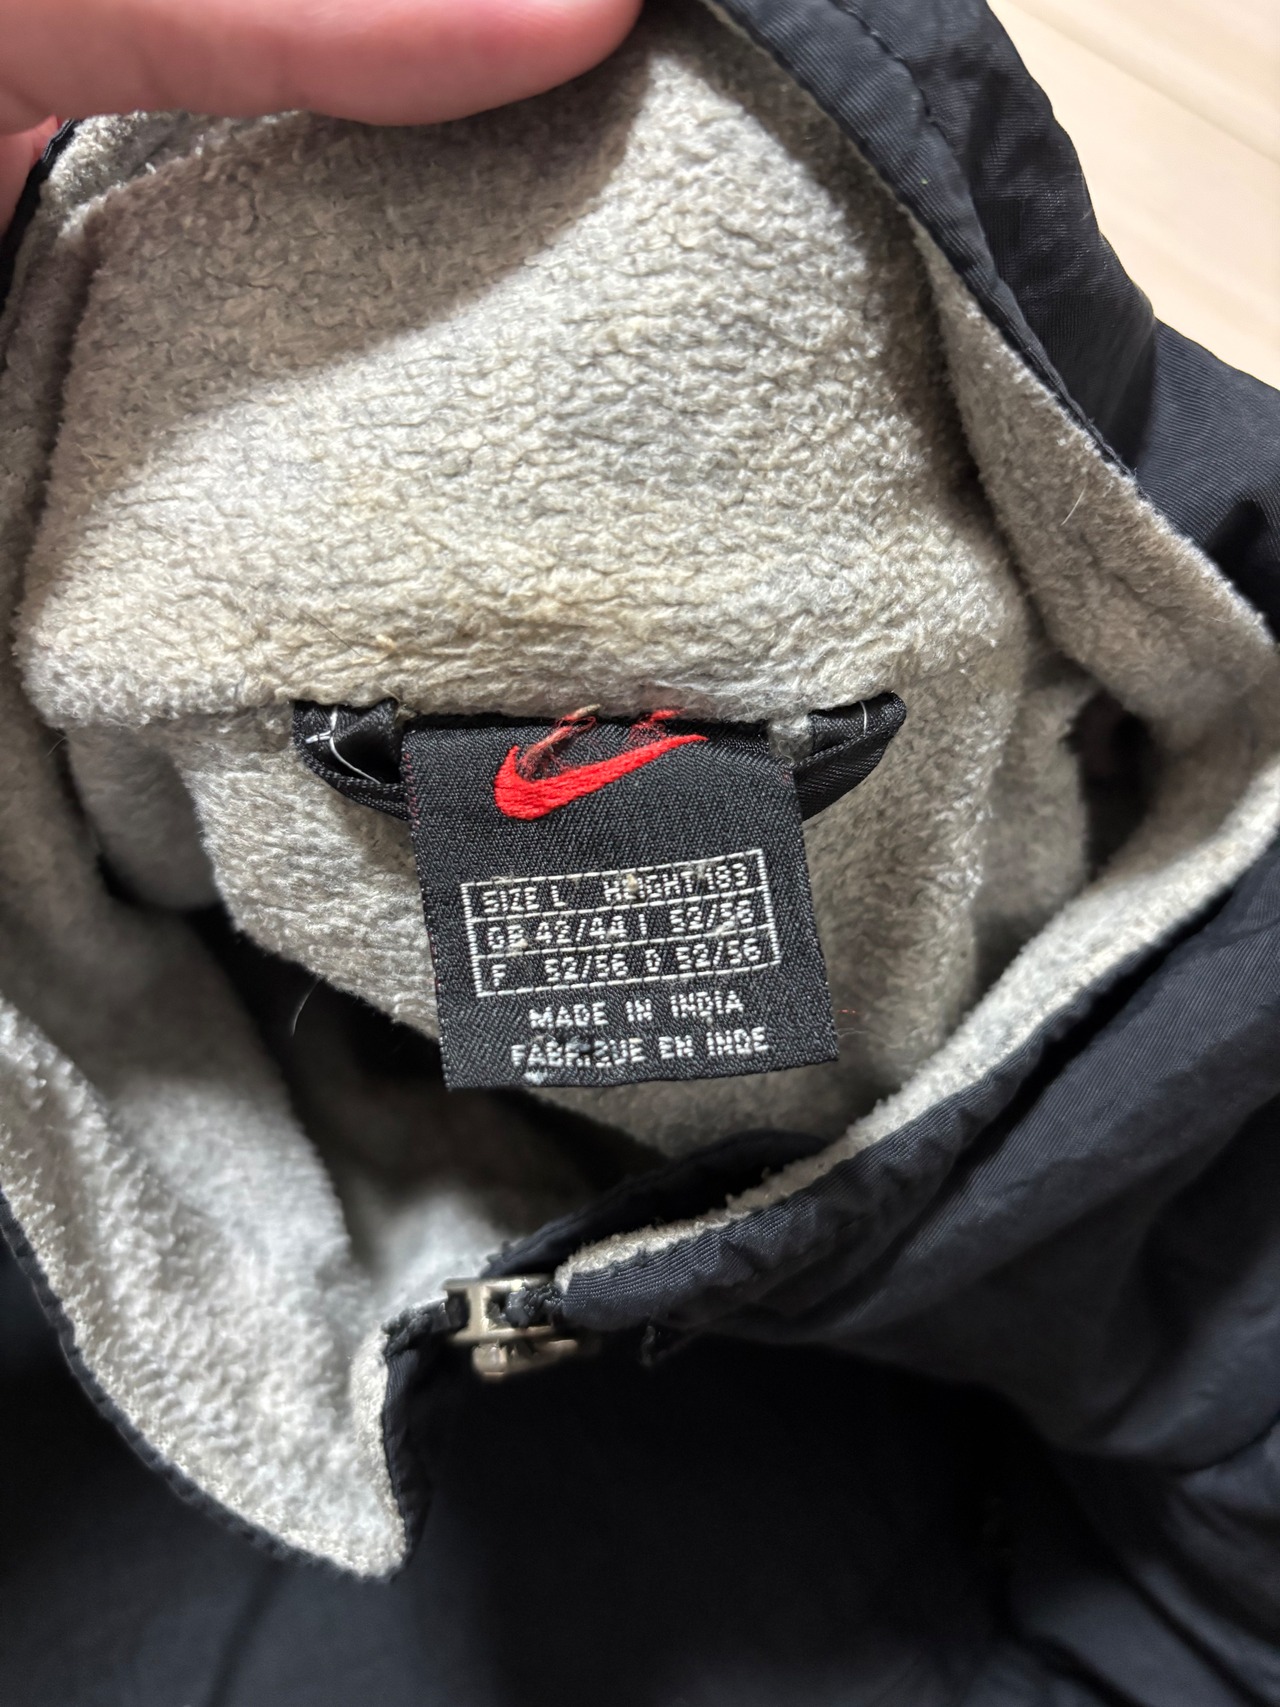 SIZE L HEIGHT 183
GB 42/44 I 52/56
F 52/56 D 52/56
MADE IN INDIA
FABRIQUE EN INDE